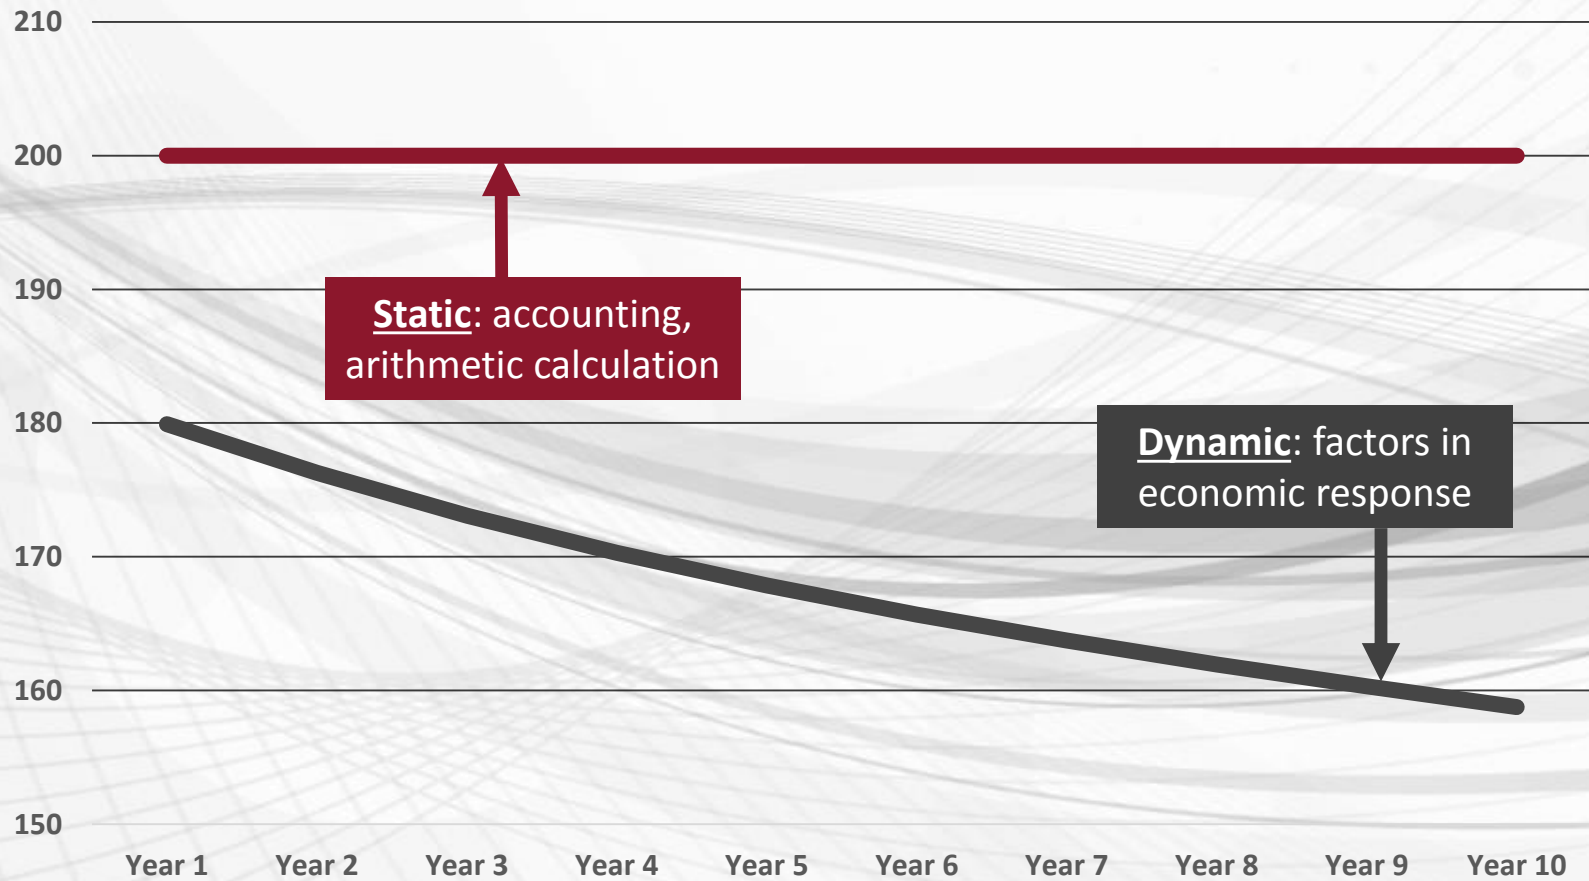 210
200
190
Static: accounting,
arithmetic calculation
180
Dynamic: factors in
economic response
170
160
150
Year 1 Year 2 Year 3 Year 4 Year 5 Year 6 Year 7 Year 8 Year 9 Year 10